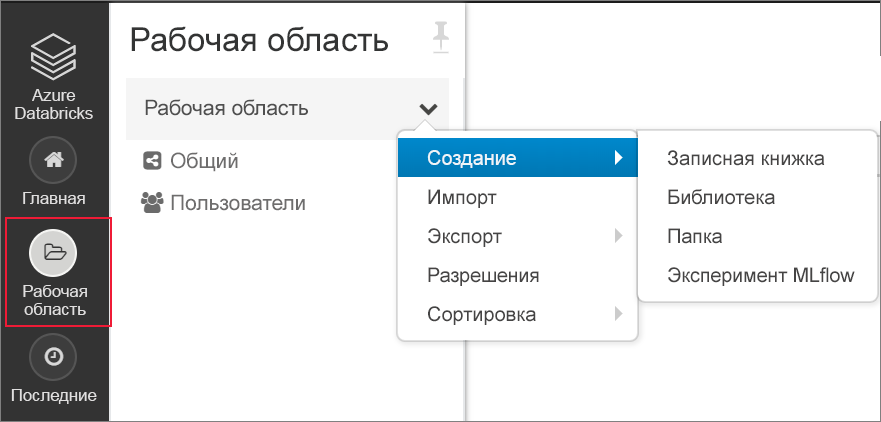 Azure
Databricks
Главная
Рабочая
область
Последние
Рабочая область
Рабочая область
Общий
Пользователи
Создание
Импорт
Экспорт
Разрешения
Сортировка
Записная книжка
Библиотека
Папка
Эксперимент MLflow